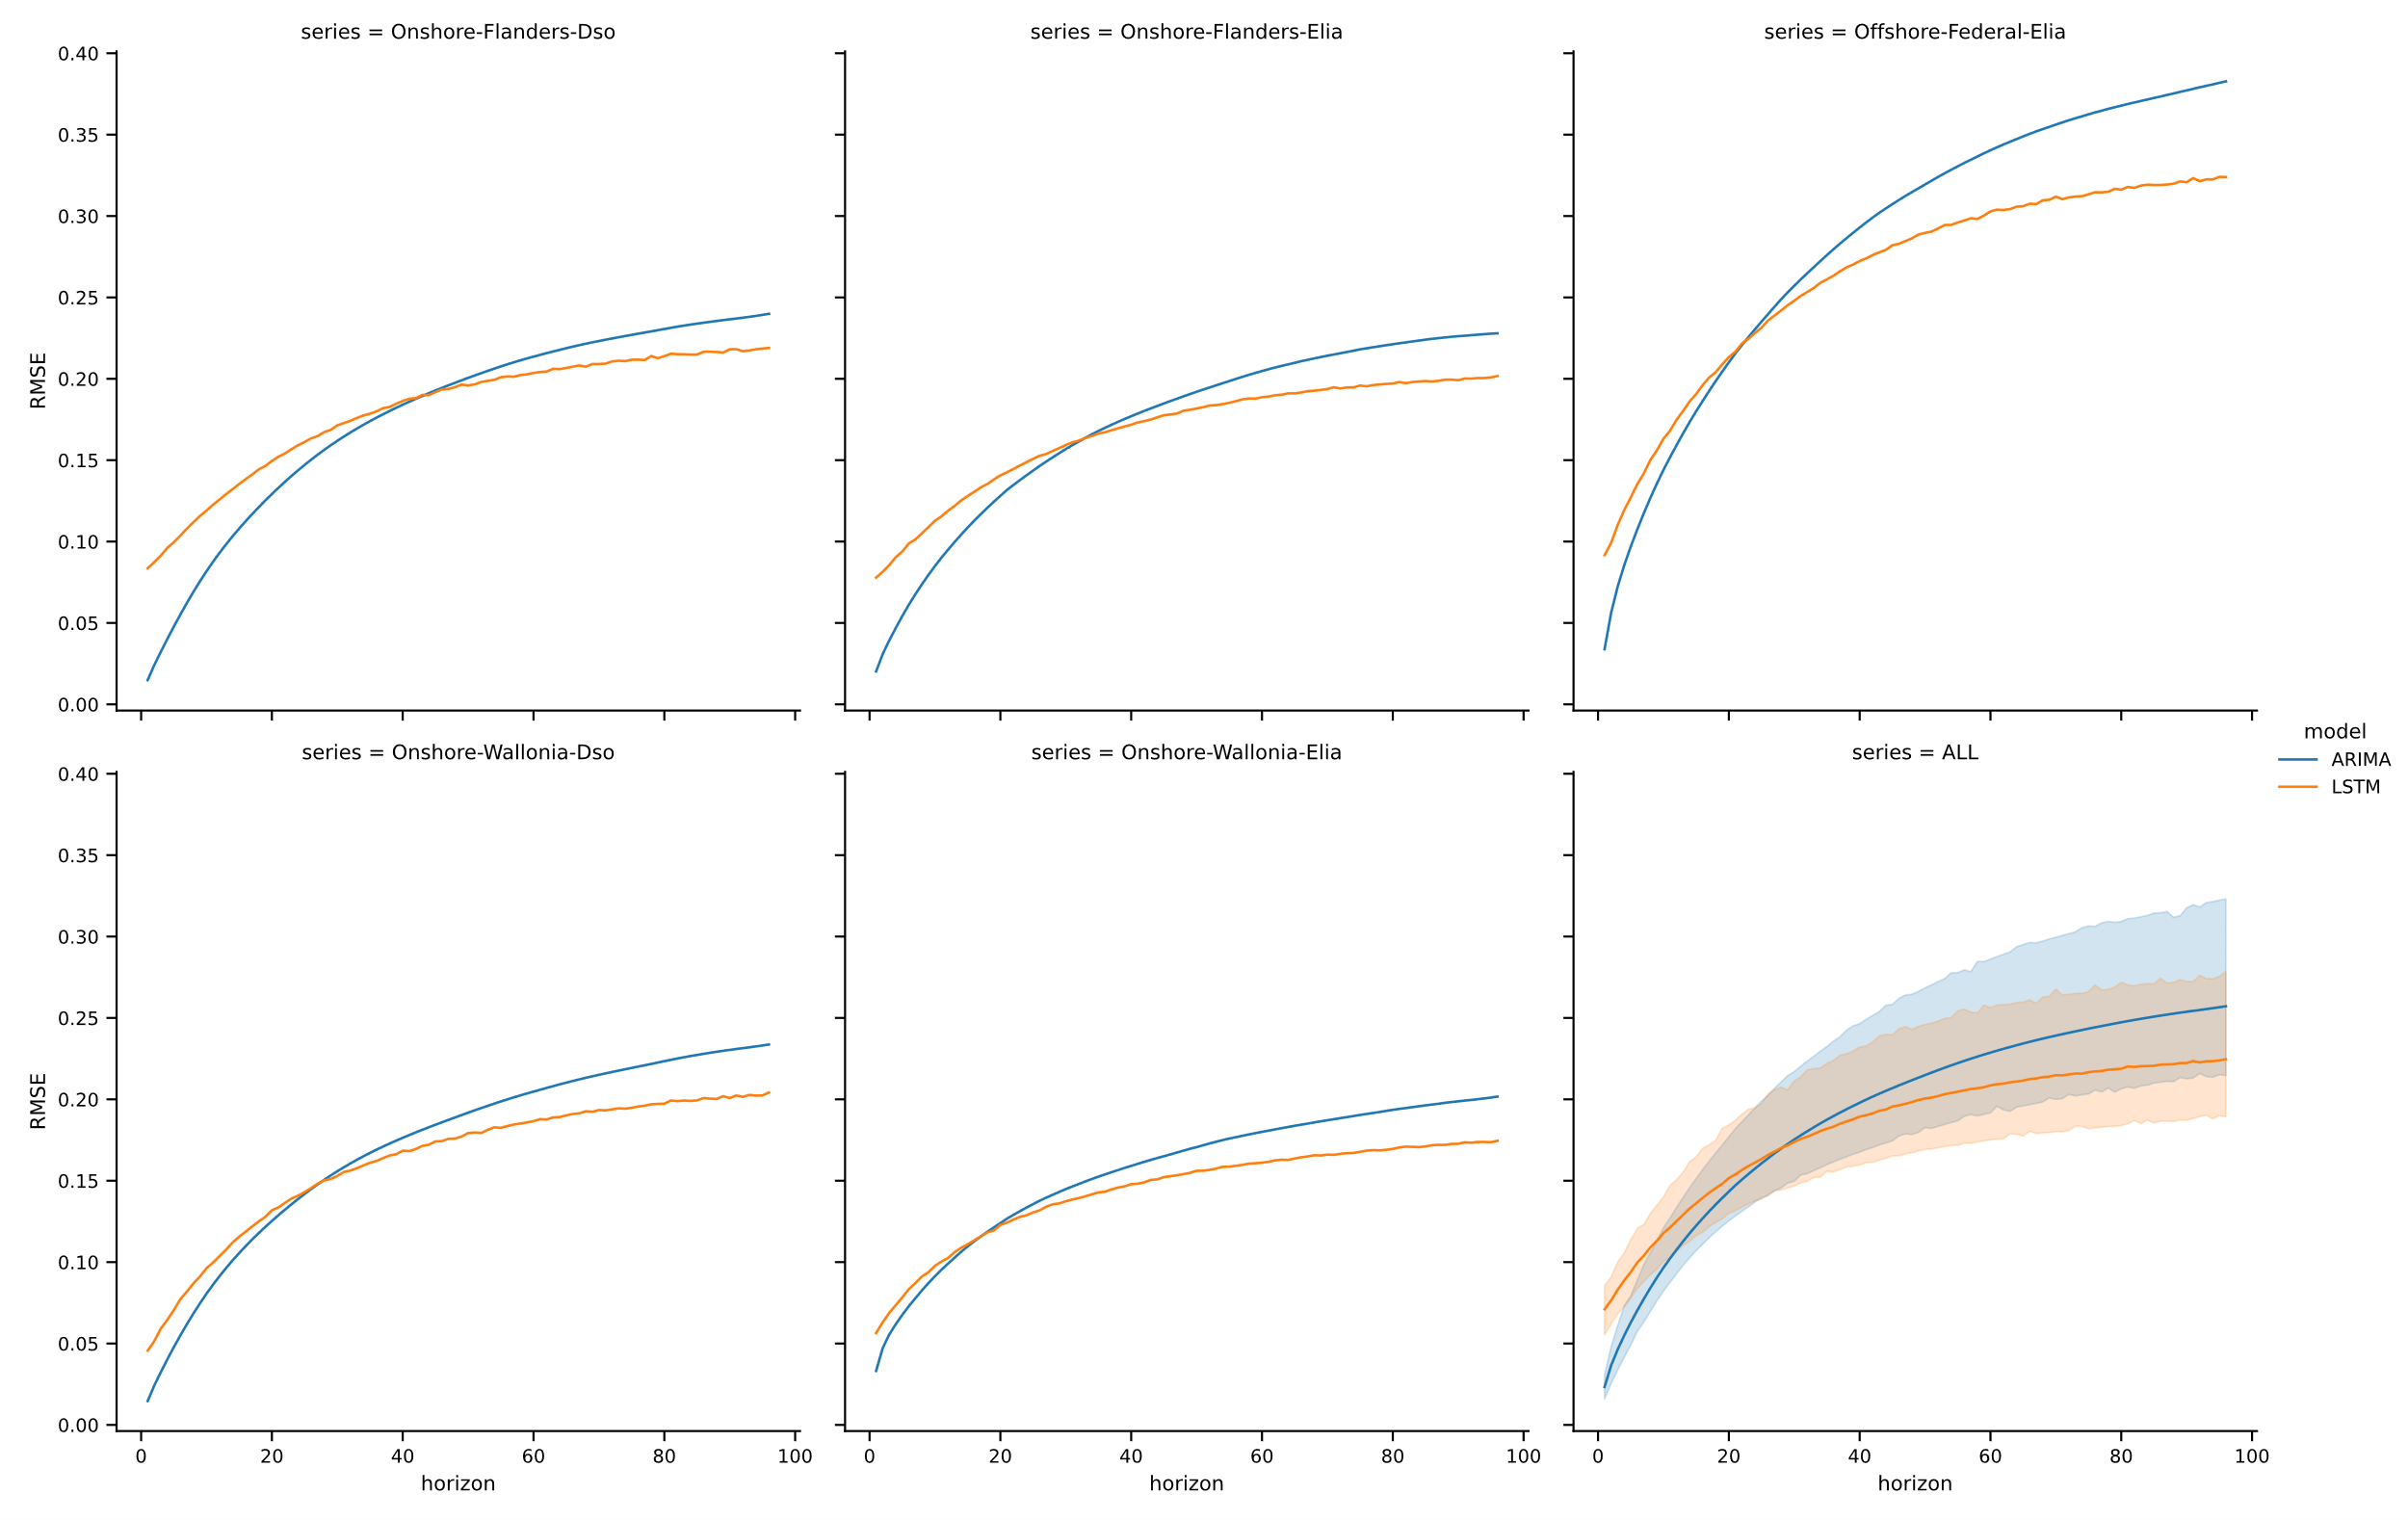 series = Onshore-Flanders-Dso
series = Onshore-Flanders-Elia
series = Offshore-Federal-Elia
0.40
0.35
0.30
0.25
0.20
0.15
0.10
0.05
0.00
RMSE
series = Onshore-Wallonia-Dso
series = Onshore-Wallonia-Elia
series = ALL
0.40
0.35
0.30
0.25
0.20
0.15
0.10
0.05
0.00
RMSE
0 20 40 60 80 100
horizon
0 20 40 60 80 100
horizon
0 20 40 60 80 100
horizon
model
ARIMA
LSTM